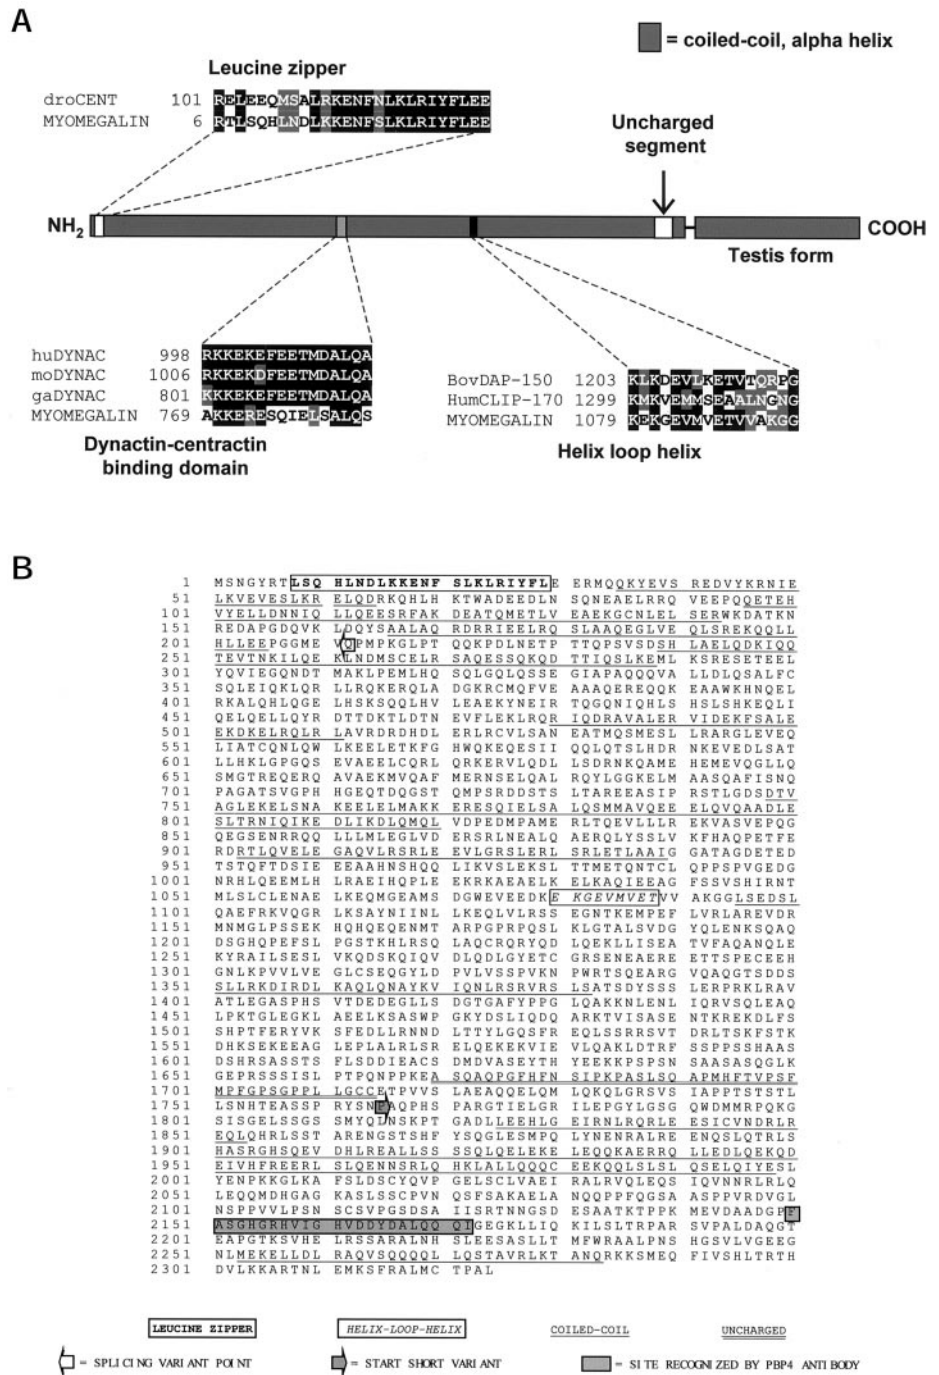 A
= coiled-coil, alpha helix
Leucine zipper
droCENT 101 RELEEQMSALRKENFNLKLRIYFLEE
MYOMEGALIN 6 RTLSQHLNDLKKENFSLKLRIYFLEE
Uncharged
segment
NH2
COOH
Testis form
huDYNAC 998 RKKEKEFEETMDALQA
moDYNAC 1006 RKKEKDFEETMDALQA
gaDYNAC 801 KKKEKEFEETMDALQA
MYOMEGALIN 769 AKKERESQIELSALQS
Dynactin-centractin
binding domain
BovDAP-150 1203 KLKDEVLKETVTQRPG
HumCLIP-170 1299 KMKVEMMSEAALNGNG
MYOMEGALIN 1079 KEKGEVMVETVVAKGG
Helix loop helix
B
1 MSNGYRTLSQ HLNDLKKENF SLKLRIYFLE ERMQQKYEVS REDVYKRNIE
51 LKVEVESLKR ELQDRKQHLH KTWADEEDLN SQNEAELRRQ VEEPQQETEH
101 VYELLDNNIQ LLQEESRFAK DEATQMETLV EAEKGCNLEL SERWKDATKN
151 REDAPGDQVK LDQYSAALAQ RDRRIEELRQ SLAAQEGLVE QLSREKQQLL
201 HLLEEPGGME VQPMPKGLPT QQKPDLNETP TTQPSVSDSH LAELQDKIQQ
251 TEVTNKILQE KLNDMSCELR SAQESSQKQD TTIQSLKEML KSRESETEEL
301 YQVIEGQNDT MAKLPEMLHQ SQLGQLQSSE GIAPAQQQVA LLDLQSALFC
351 SQLEIQKLQR LLRQKERQLA DGKRCMQFVE AAAQEREQQK EAAWKHNQEL
401 RKALQHLQGE LHSKSQQLHV LEAEKYNEIR TQGQNIQHLS HSLSHKEQLI
451 QELQELLQYR DTTDKTLDTN EVFLEKLRQR IQDRAVALER VIDEKFSALE
501 EKDKELRQLR LAVRDRDHDL ERLRCVLSAN EATMQSMESL LRARGLEVEQ
551 LIATCQNLQW LKEELETKFG HWQKEQESII QQLQTSLHDR NKEVEDLSAT
601 LLHKLGPGQS EVAEELCQRL QRKERVLQDL LSDRNKQAME HEMEVQGLLQ
651 SMGTREQERQ AVAEKMVQAF MERNSELQAL RQYLGGKELM AASQAFISNQ
701 PAGATSVGPH HGEQTDQGST QMPSRDDSTS LTAREEASIP RSTLGDSDTV
751 AGLEKELSNA KEELELMAKK ERESQIELSA LQSMMAVQEE ELQVQAADLE
801 SLTRNIQIKE DLIKDLQMQL VDPEDMPAME RLTQEVLLLR EKVASVEPQG
851 QEGSENRRQQ LLLMLEGLVD ERSRLNEALQ AERQLYSSLV KFHAQPETFE
901 RDRTLQVELE GAQVLRSRLE EVLGRSLERL SRLETLAAIG GATAGDETED
951 TSTQFTDSIE EEAAHNSHQQ LIKVSLEKSL TTMETQNTCL QPPSPVGEDG
1001 NRHLQEEMLH LRAEIHQPLE EKRKAEAELK ELKAQIEEAG FSSVSHIRNT
1051 MLSLCLENAE LKEQMGEAMS DGWEVEEDKE KGEVMVETVV AKGGLSEDSL
1101 QAEFRKVQGR LKSAYNIINL LKEQLVLRSS EGNTKEMPEF LVRLAREVDR
1151 MNMGLPSSEK HQHQEQENMT ARPGPRPQSL KLGTALSVDG YQLENKSQAQ
1201 DSGHQPEFSL PGSTKHLRSQ LAQCRQRYQD LQEKLLISEA TVFAQANQLE
1251 KYRAILSESL VKQDSKQIQV DLQDLGYETC GRSENEAERE ETTSPECEEH
1301 GNLKPVVLVE GLCSEQGYLD PVLVSSPVKN PWRTSQEARG VQAQGTSDDS
1351 SLLRKDIRDL KAQLQNAYKV IQNLRSRVRS LSATSDYSSS LERPRKLRAV
1401 ATLEGASPHS VTDEDEGLLS DGTGAFYPPG LQAKKNLENL IQRVSQLEAQ
1451 LPKTGLEGKL AEELKSASWP GKYDSLIQDQ ARKTVISASE NTKREKDLFS
1501 SHPTFERYVK SFEDLLRNND LTTYLGQSFR EQLSSRRSVT DRLTSKFSTK
1551 DHKSEKEEAG LEPLALRLSR ELQEKEKVIE VLQAKLDTRF SSPPSSHAAS
1601 DSHRSASSTS FLSDDIEACS DMDVASEYTH YEEKKPSPSN SAASASQGLK
1651 GEPRSSSISL PTPQNPPKEA SQAQPGFHFN SIPKPASLSQ APMHFTVPSF
1701 MPFGPSGPPL LGCCETPVVS LAEAQQELQM LQKQLGRSVS IAPPTSTSTL
1751 LSNHTEASSP RYSNPAQPHS PARGTIELGR ILEPGYLGSG QWDMMRPQKG
1801 SISGELSSGS SMYQLNSKPT GADLLEEHLG EIRNLRQRLE ESICVNDRLR
1851 EQLQHRLSST ARENGSTSHF YSQGLESMPQ LYNENRALRE ENQSLQTRLS
1901 HASRGHSQEV DHLREALLSS SSQLQELEKE LEQQKAERRQ LLEDLQEKQD
1951 EIVHFREERL SLQENNSRLQ HKLALLQQQC EEKQQLSLSL QSELQIYESL
2001 YENPKKGLKA FSLDSCYQVP GELSCLVAEI RALRVQLEQS IQVNNRLRLQ
2051 LEQQMDHGAG KASLSSCPVN QSFSAKAELA NQQPPFQGSA ASPPVRDVGL
2101 NSPPVVLPSN SCSVPGSDSA IISRTNNGSD ESAATKTPPK MEVDAADGPF
2151 ASGHGRHVIG HVDDYDALQQ QIGEGKLLIQ KILSLTRPAR SVPALDAQGT
2201 EAPGTKSVHE LRSSARALNH SLEESASLLT MFWRAALPNS HGSVLVGEEG
2251 NLMEKELLDL RAQVSQQQQL LQSTAVRLKT ANQRKKSMEQ FIVSHLTRTH
2301 DVLKKARTNL EMKSFRALMC TPAL
LEUCINE ZIPPER
HELIX-LOOP-HELIX
COILED-COIL
UNCHARGED
= SPLICING VARIANT POINT
= START SHORT VARIANT
= SITE RECOGNIZED BY PBP4 ANTIBODY